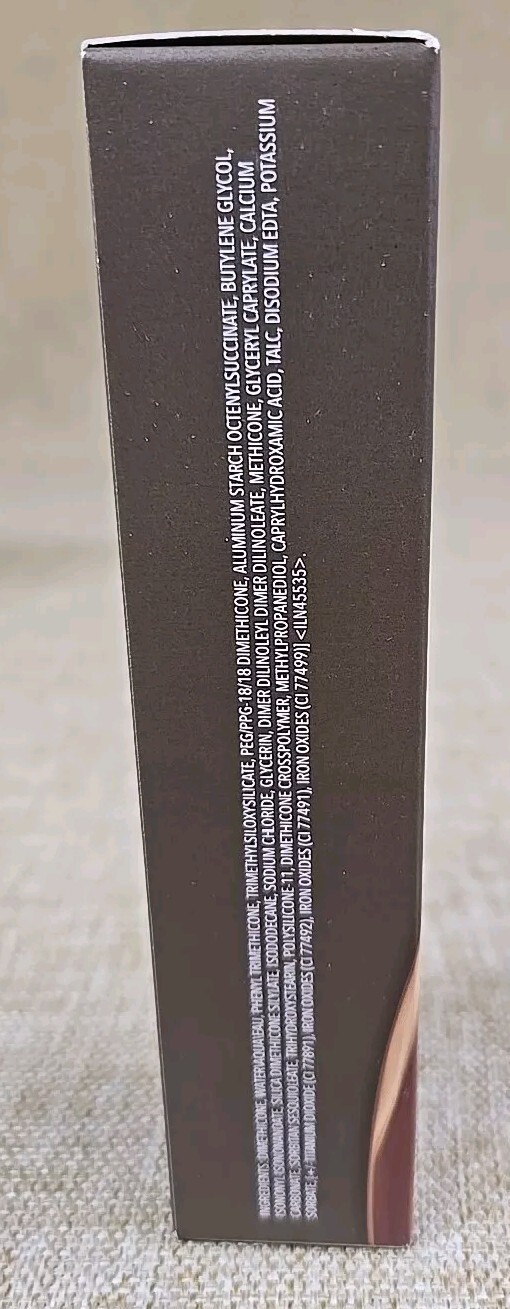 INGREDIENTS: DIMETHICONE, WATER\AQUA\EAU, PHENYL TRIMETHICONE, TRIMETHYLSILOXYSILICATE, PEG/PPG-18/18 DIMETHICONE, ALUMINUM STARCH OCTENYLSUCCINATE, BUTYLENE GLYCOL,
ISONONYL ISONONANOATE, SILICA DIMETHICONE SILYLATE, ISODODECANE, SODIUM CHLORIDE, GLYCERIN, DIMER DILINOLEYL DIMER DILINOLEATE, METHICONE, GLYCERYL CAPRYLATE, CALCIUM
CARBONATE, SORBITAN SESQUIOLEATE, TRIHYDROXYSTEARIN, POLYSILICONE-11, DIMETHICONE CROSSPOLYMER, METHYLPROPANEDIOL, CAPRYLHYDROXAMIC ACID, TALC, DISODIUM EDTA, POTASSIUM
SORBATE, [+/- TITANIUM DIOXIDE (CI 77891), IRON OXIDES (CI 77492), IRON OXIDES (CI 77491), IRON OXIDES (CI 77499)] <ILN45535>.